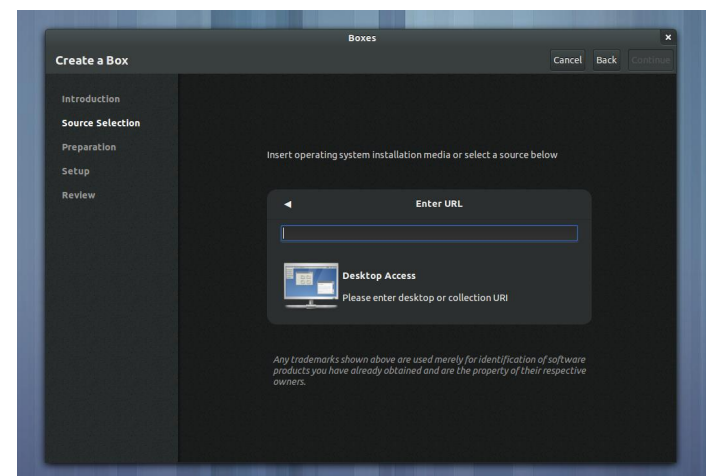 Boxes
Create a Box
Cancel
Back
Continue
Introduction
Source Selection
Preparation
Setup
Review
Insert operating system installation media or select a source below
Enter URL
Desktop Access
Please enter desktop or collection URI
Any trademarks shown above are used merely for identification of software
products you have already obtained and are the property of their respective
owners.